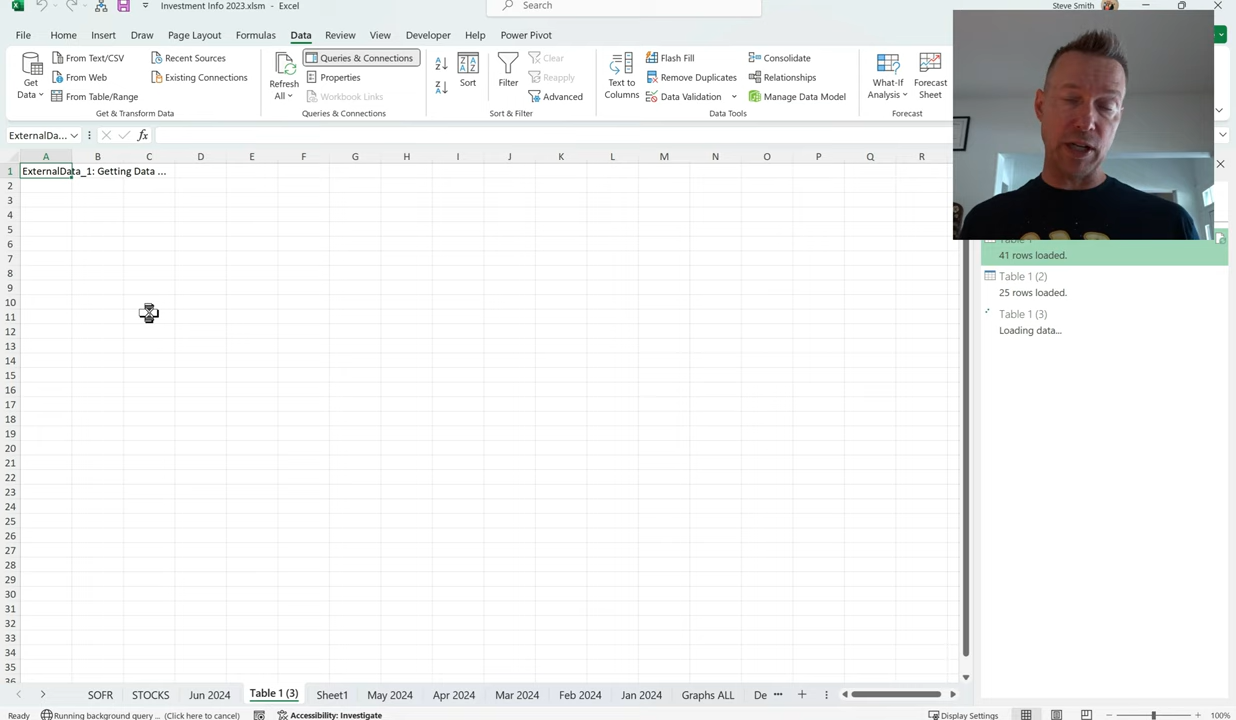 Investment Info 2023.xlsm - Excel
Search
Steve Smith
File Home Insert Draw Page Layout Formulas Data Review View Developer Help Power Pivot
Get Data
From Text/CSV
From Web
From Table/Range
Recent Sources
Existing Connections
Get & Transform Data
Refresh All
Queries & Connections
Properties
Workbook Links
Queries & Connections
Sort
Filter
Clear
Reapply
Advanced
Sort & Filter
Text to Columns
Flash Fill
Remove Duplicates
Data Validation
Consolidate
Relationships
Manage Data Model
Data Tools
What-If Analysis
Forecast Sheet
Forecast
ExternalDa...
fx
A B C D E F G H I J K L M N O P Q R
1 ExternalData_1: Getting Data ...
2
3
4
5
6
7
8
9
10
11
12
13
14
15
16
17
18
19
20
21
22
23
24
25
26
27
28
29
30
31
32
33
34
35
36
Table 1
41 rows loaded.
Table 1 (2)
25 rows loaded.
Table 1 (3)
Loading data...
SOFR STOCKS Jun 2024 Table 1 (3) Sheet1 May 2024 Apr 2024 Mar 2024 Feb 2024 Jan 2024 Graphs ALL De ...
Ready Running background query ... (Click here to cancel) Accessibility: Investigate Display Settings 100%